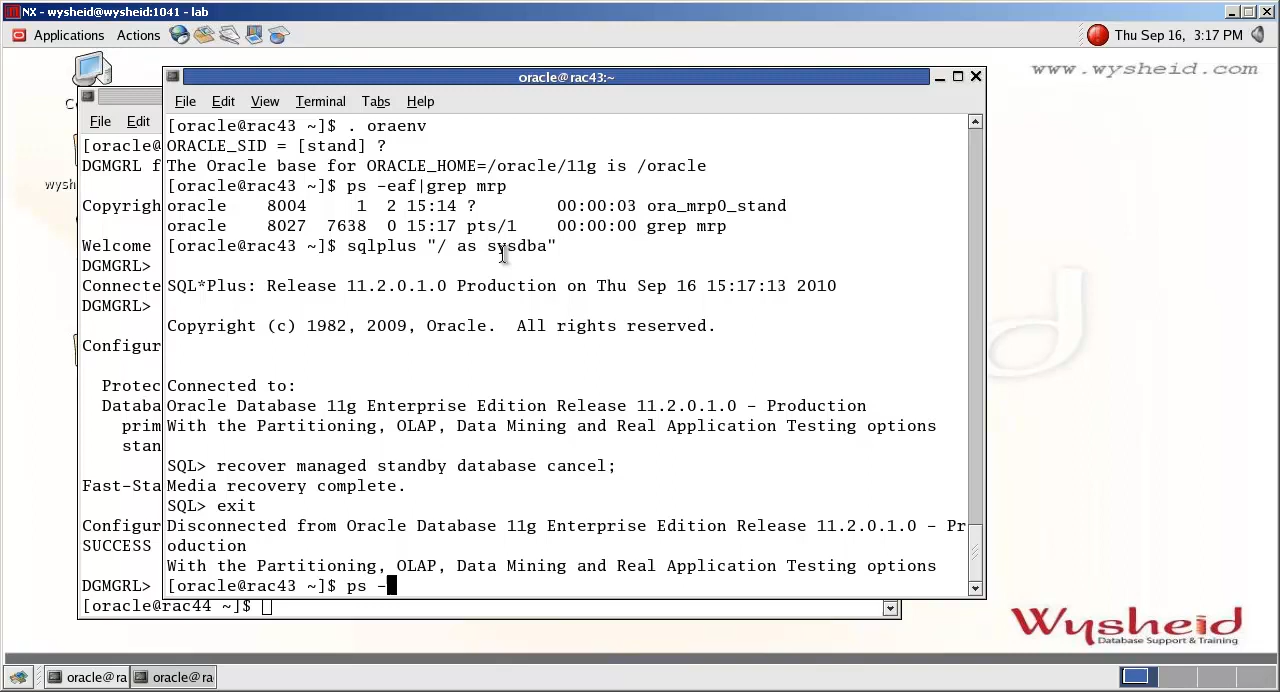 NX - wysheid@wysheid:1041 - lab
Applications Actions Thu Sep 16, 3:17 PM
www.wysheid.com
oracle@rac43:~
File Edit View Terminal Tabs Help
File Edit
[oracle@rac43 ~]$ . oraenv
ORACLE_SID = [stand] ?
The Oracle base for ORACLE_HOME=/oracle/11g is /oracle
[oracle@rac43 ~]$ ps -eaf|grep mrp
oracle 8004 1 2 15:14 ? 00:00:03 ora_mrp0_stand
oracle 8027 7638 0 15:17 pts/1 00:00:00 grep mrp
[oracle@rac43 ~]$ sqlplus "/ as sysdba"
SQL*Plus: Release 11.2.0.1.0 Production on Thu Sep 16 15:17:13 2010
Copyright (c) 1982, 2009, Oracle. All rights reserved.
Connected to:
Oracle Database 11g Enterprise Edition Release 11.2.0.1.0 - Production
With the Partitioning, OLAP, Data Mining and Real Application Testing options
SQL> recover managed standby database cancel;
Media recovery complete.
SQL> exit
Disconnected from Oracle Database 11g Enterprise Edition Release 11.2.0.1.0 - Pr
oduction
With the Partitioning, OLAP, Data Mining and Real Application Testing options
[oracle@rac43 ~]$ ps -
[oracle@
DGMGRL f
Copyrigh
Welcome
DGMGRL>
Connecte
DGMGRL>
Configur
Protec
Databa
prim
stan
Fast-Sta
Configur
SUCCESS
DGMGRL>
[oracle@rac44 ~]$
wysh
Wysheid
Database Support & Training
oracle@ra
oracle@ra